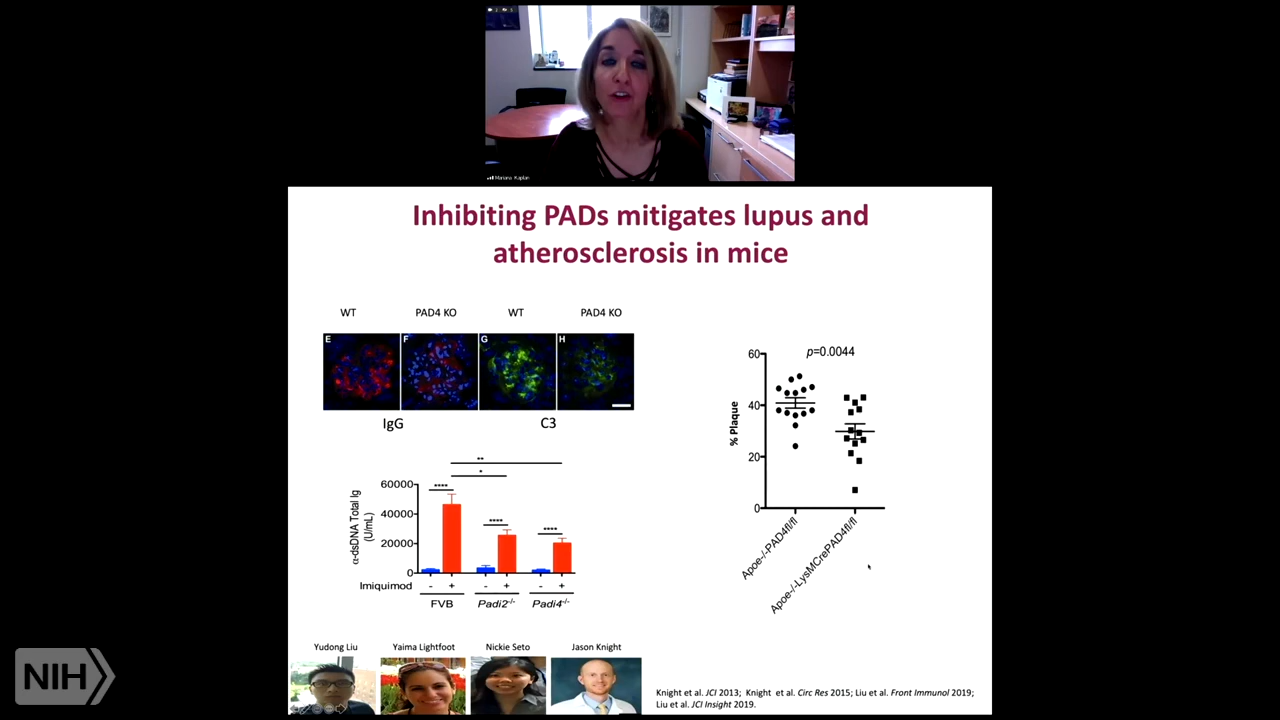 Mariana Kaplan
Inhibiting PADs mitigates lupus and
atherosclerosis in mice
WT PAD4 KO WT PAD4 KO
E F G H
IgG C3
** 
*
**** **** ****
α-dsDNA Total Ig
(U/mL)
60000
40000
20000
0
Imiquimod - + - + - +
FVB Padi2-/- Padi4-/-
p=0.0044
% Plaque
60
40
20
0
Apoe-/-PAD4fl/fl
Apoe-/-LysMCrePAD4fl/fl
Yudong Liu Yaima Lightfoot Nickie Seto Jason Knight
Knight et al. JCI 2013; Knight et al. Circ Res 2015; Liu et al. Front Immunol 2019;
Liu et al. JCI Insight 2019.
NIH